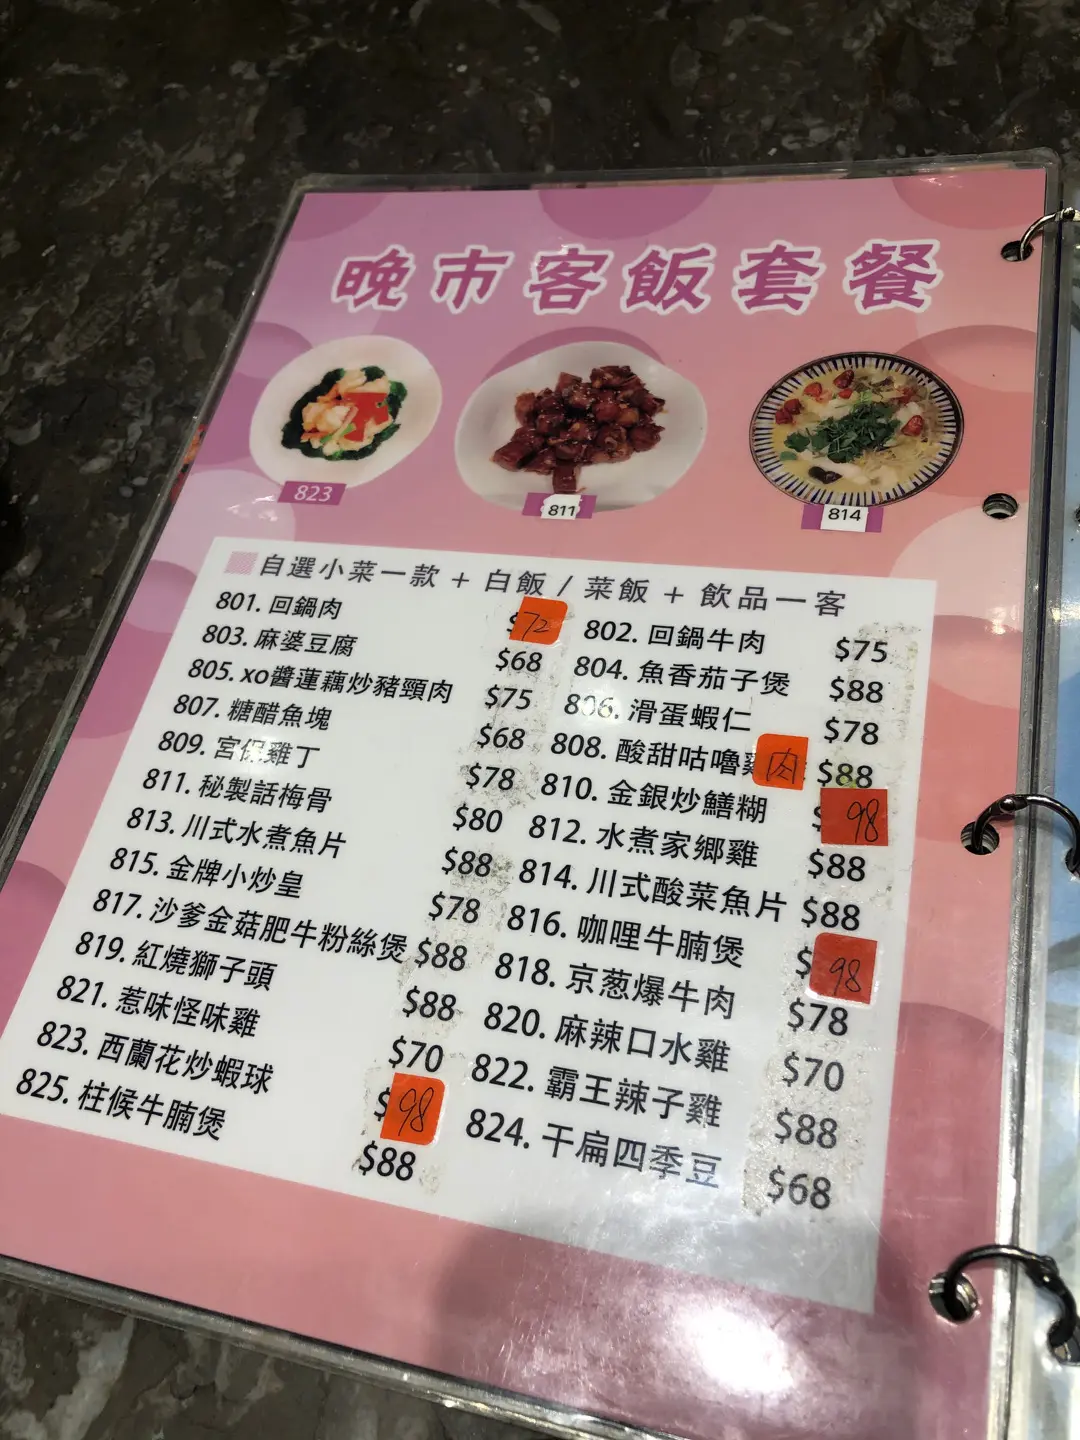 晚市客飯套餐
823
811
814
自選小菜一款 + 白飯 / 菜飯 + 飲品一客
801. 回鍋肉 $72
802. 回鍋牛肉 $75
803. 麻婆豆腐 $68
804. 魚香茄子煲 $88
805. xo醬蓮藕炒豬頸肉 $75
806. 滑蛋蝦仁 $78
807. 糖醋魚塊 $68
808. 酸甜咕嚕肉 $88
809. 宮保雞丁 $78
810. 金銀炒鱔糊 $98
811. 秘製話梅骨 $80
812. 水煮家鄉雞 $88
813. 川式水煮魚片 $88
814. 川式酸菜魚片 $88
815. 金牌小炒皇 $78
816. 咖哩牛腩煲 $98
817. 沙爹金菇肥牛粉絲煲 $88
818. 京葱爆牛肉 $78
819. 紅燒獅子頭 $88
820. 麻辣口水雞 $70
821. 惹味怪味雞 $70
822. 霸王辣子雞 $88
823. 西蘭花炒蝦球 $98
824. 干扁四季豆 $68
825. 柱候牛腩煲 $88